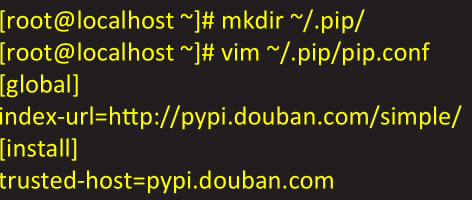 [root@localhost ~]# mkdir ~/.pip/
[root@localhost ~]# vim ~/.pip/pip.conf
[global]
index-url=http://pypi.douban.com/simple/
[install]
trusted-host=pypi.douban.com